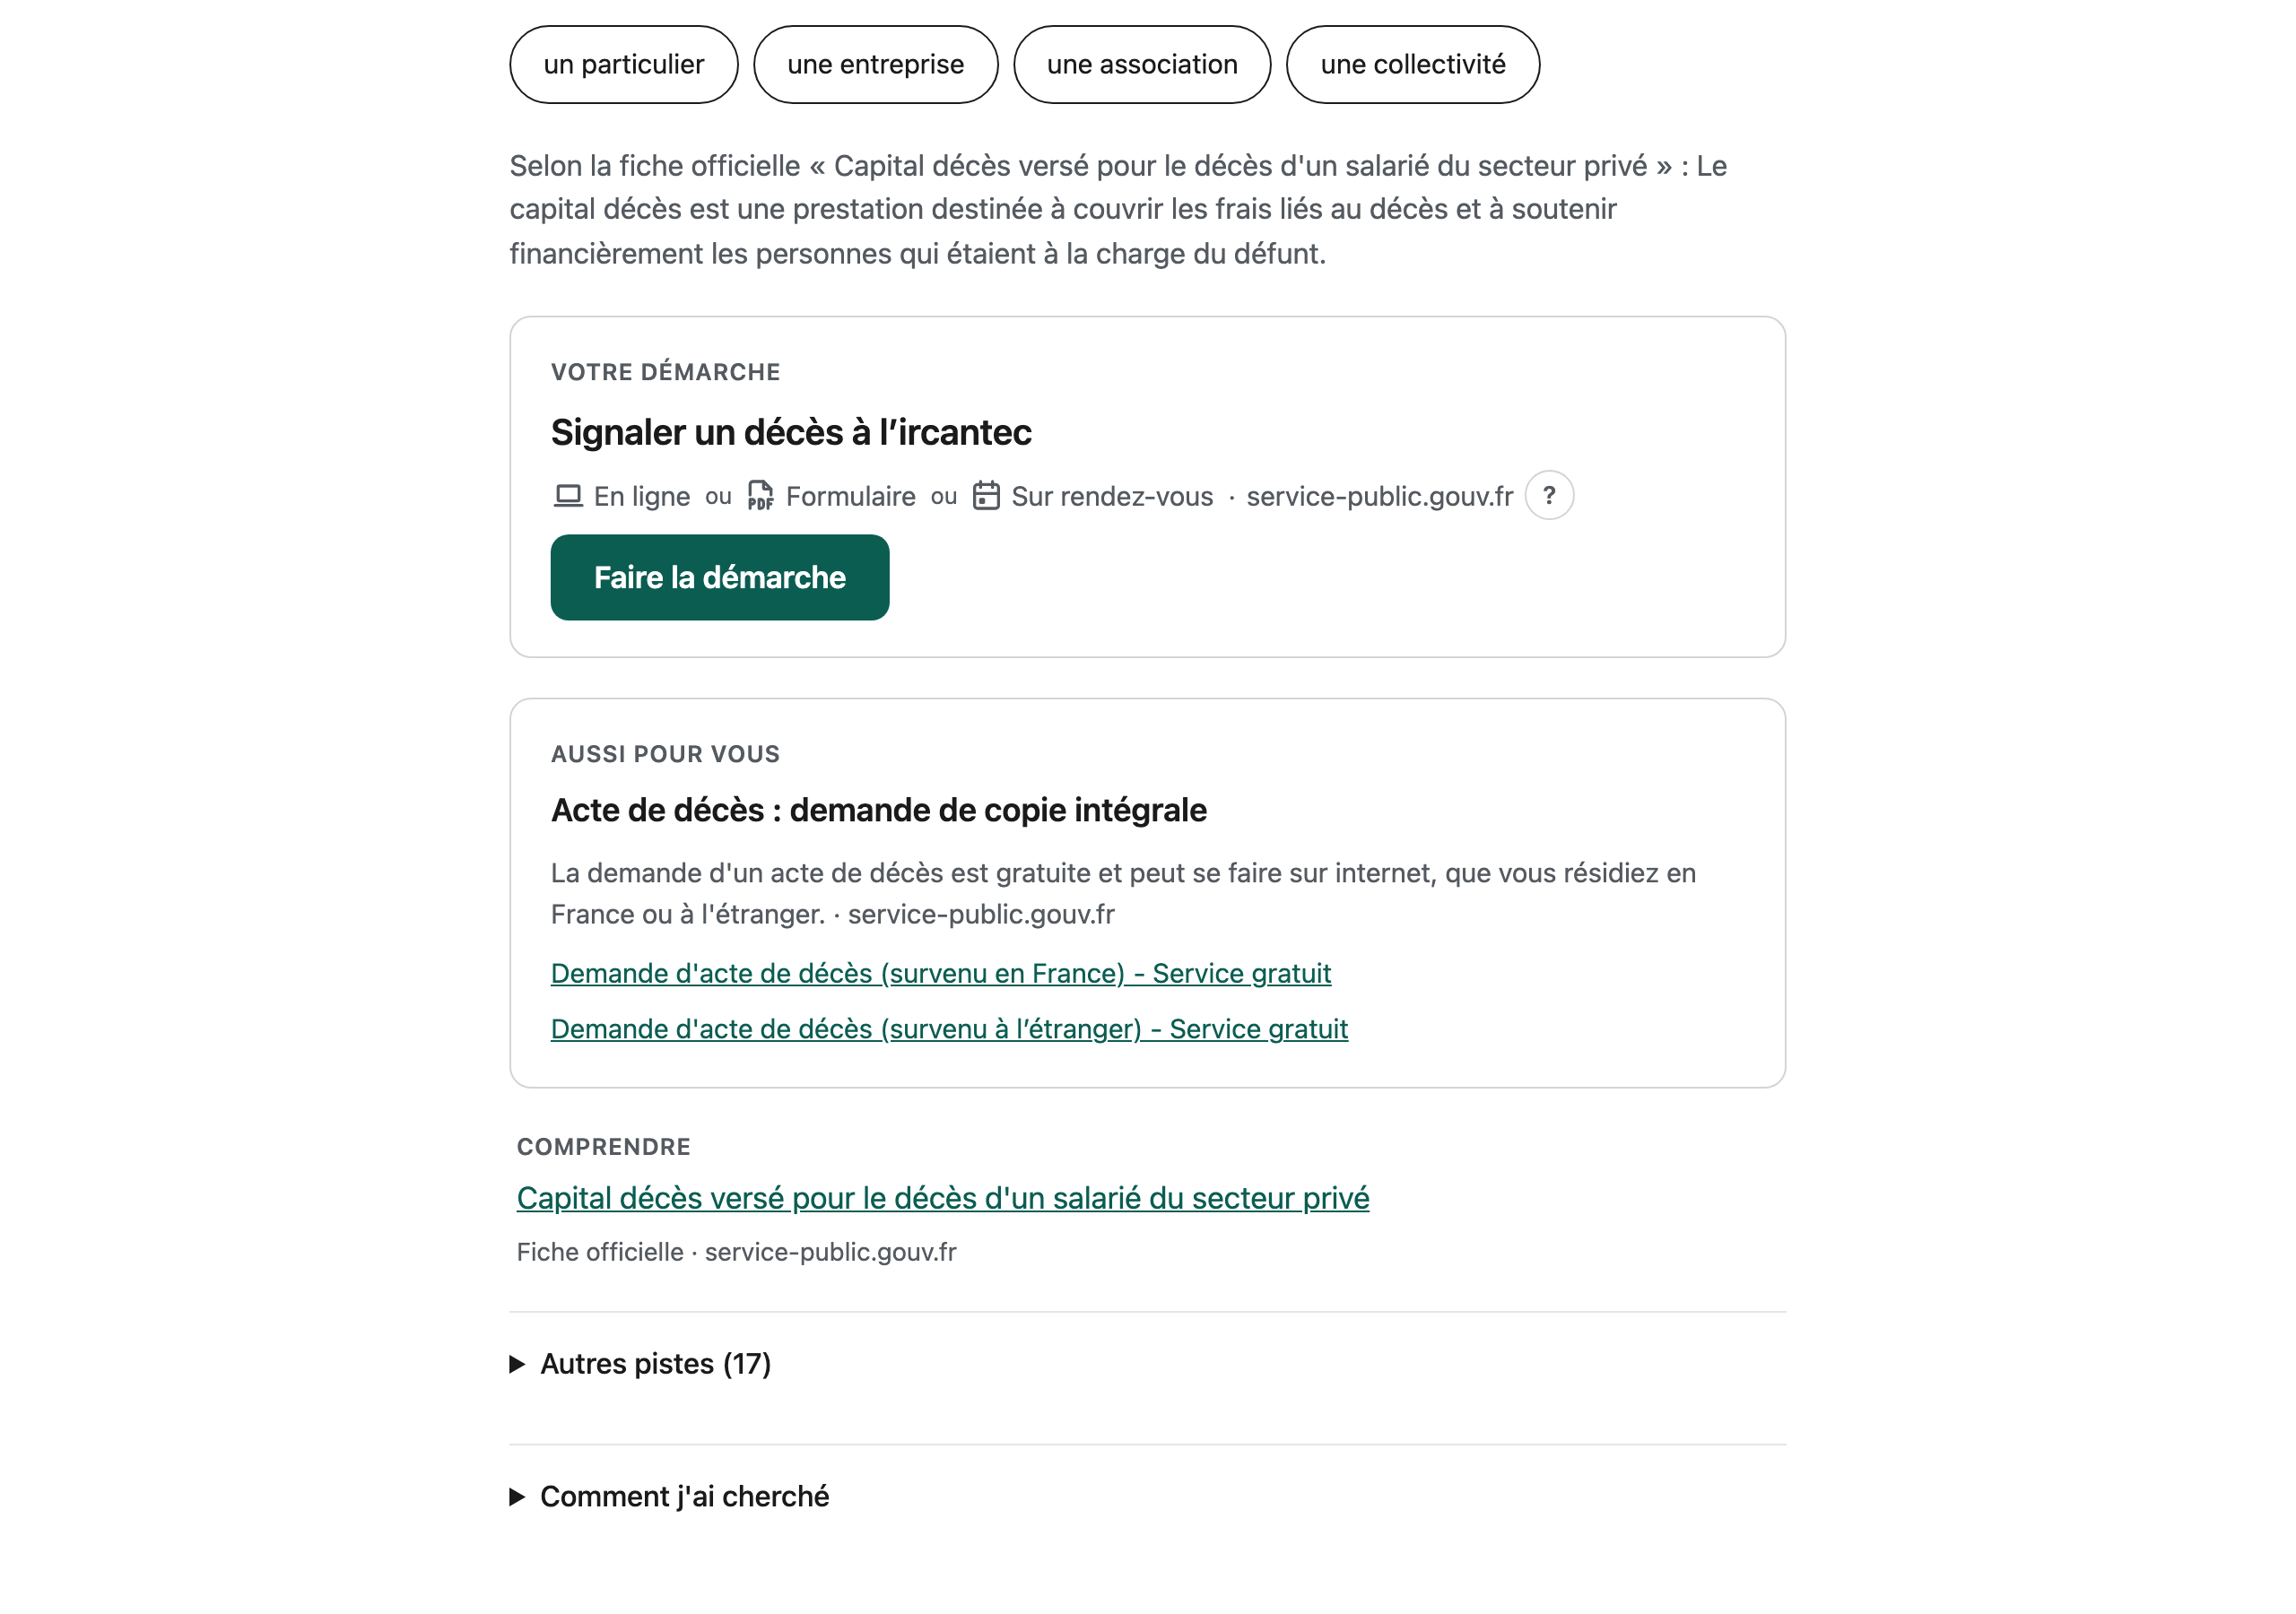 un particulier
une entreprise
une association
une collectivité
Selon la fiche officielle « Capital décès versé pour le décès d'un salarié du secteur privé » : Le
capital décès est une prestation destinée à couvrir les frais liés au décès et à soutenir
financièrement les personnes qui étaient à la charge du défunt.
VOTRE DÉMARCHE
Signaler un décès à l’ircantec
En ligne ou PDF Formulaire ou Sur rendez-vous · service-public.gouv.fr ?
Faire la démarche
AUSSI POUR VOUS
Acte de décès : demande de copie intégrale
La demande d'un acte de décès est gratuite et peut se faire sur internet, que vous résidiez en
France ou à l'étranger. · service-public.gouv.fr
Demande d'acte de décès (survenu en France) - Service gratuit
Demande d'acte de décès (survenu à l’étranger) - Service gratuit
COMPRENDRE
Capital décès versé pour le décès d'un salarié du secteur privé
Fiche officielle · service-public.gouv.fr
Autres pistes (17)
Comment j'ai cherché